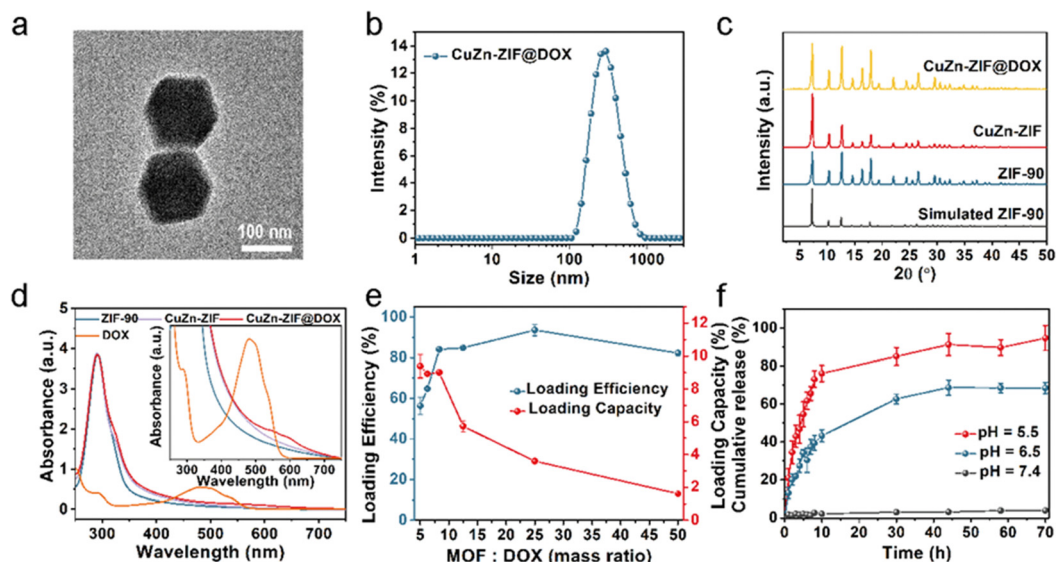 a
100 nm
b
CuZn-ZIF@DOX
Intensity (%)
14
12
10
8
6
4
2
0
1 10 100 1000
Size (nm)
c
CuZn-ZIF@DOX
CuZn-ZIF
ZIF-90
Simulated ZIF-90
Intensity (a.u.)
5 10 15 20 25 30 35 40 45 50
2θ (°)
d
ZIF-90 CuZn-ZIF CuZn-ZIF@DOX
DOX
Absorbance (a.u.)
5
4
3
2
1
0
300 400 500 600 700
Wavelength (nm)
Absorbance (a.u.)
300 400 500 600 700
Wavelength (nm)
e
Loading Efficiency (%)
100
80
60
40
20
0
Loading Efficiency
Loading Capacity
0 5 10 15 20 25 30 35 40 45 50
MOF : DOX (mass ratio)
12
10
8
6
4
2
0
Loading Capacity (%)
f
Cumulative release (%)
100
80
60
40
20
0
pH = 5.5
pH = 6.5
pH = 7.4
0 10 20 30 40 50 60 70
Time (h)